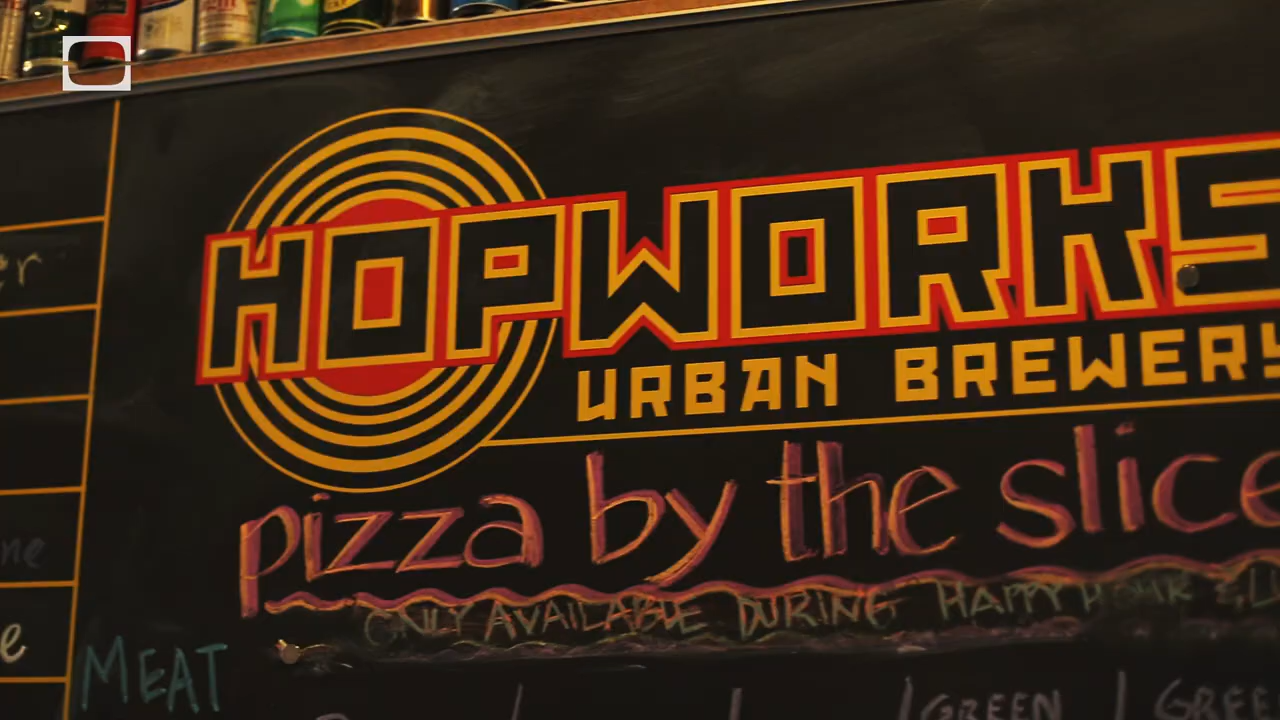 HOPWORKS
URBAN BREWERY
pizza by the slice
ONLY AVAILABLE DURING HAPPY HOUR &
MEAT
GREEN